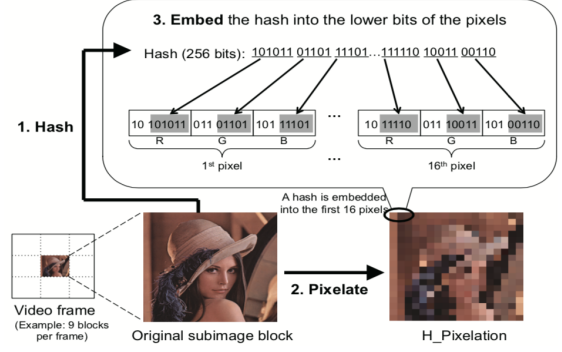 3. Embed the hash into the lower bits of the pixels
Hash (256 bits): 101011 01101 11101...111110 10011 00110
1. Hash
10 101011 011 01101 101 11101 ... 10 11110 011 10011 101 00110
R G B R G B
1st pixel ... 16th pixel
A hash is embedded
into the first 16 pixels
2. Pixelate
Video frame
(Example: 9 blocks
per frame)
Original subimage block
H_Pixelation